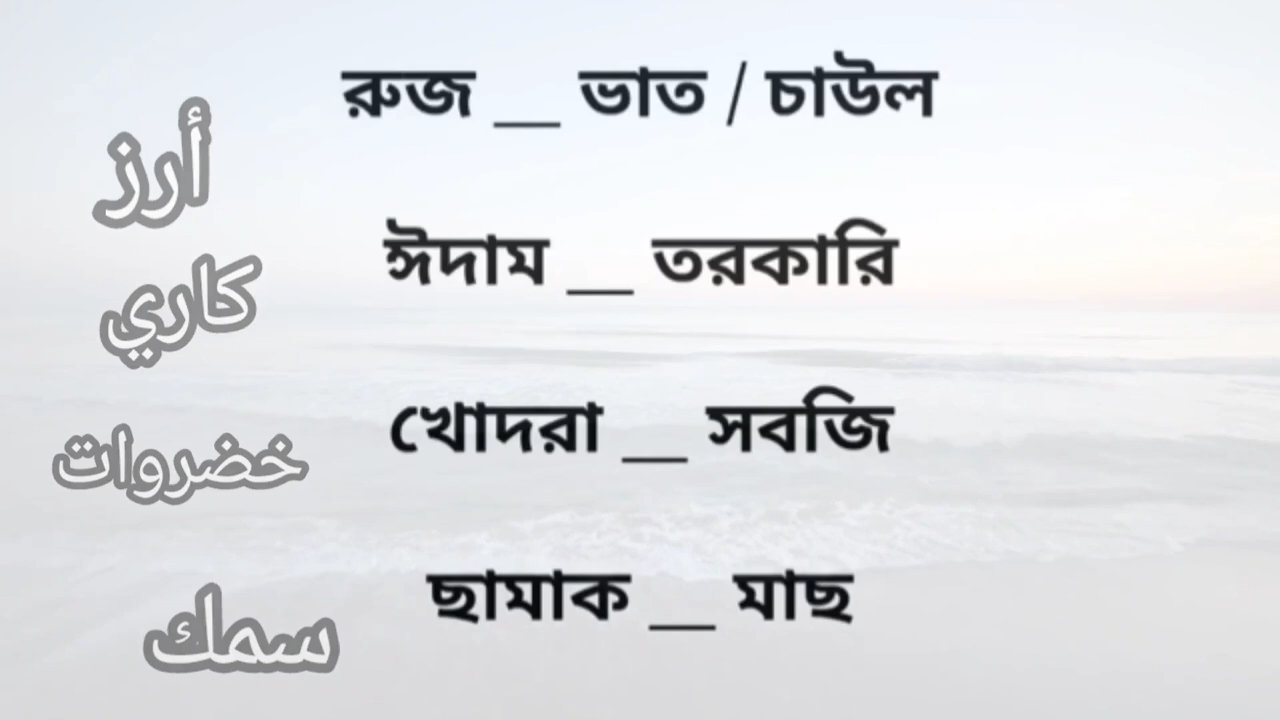 রুজ __ ভাত / চাউল
أرز
ঈদাম __ তরকারি
كاري
খোদরা __ সবজি
خضروات
ছামাক __ মাছ
سمك